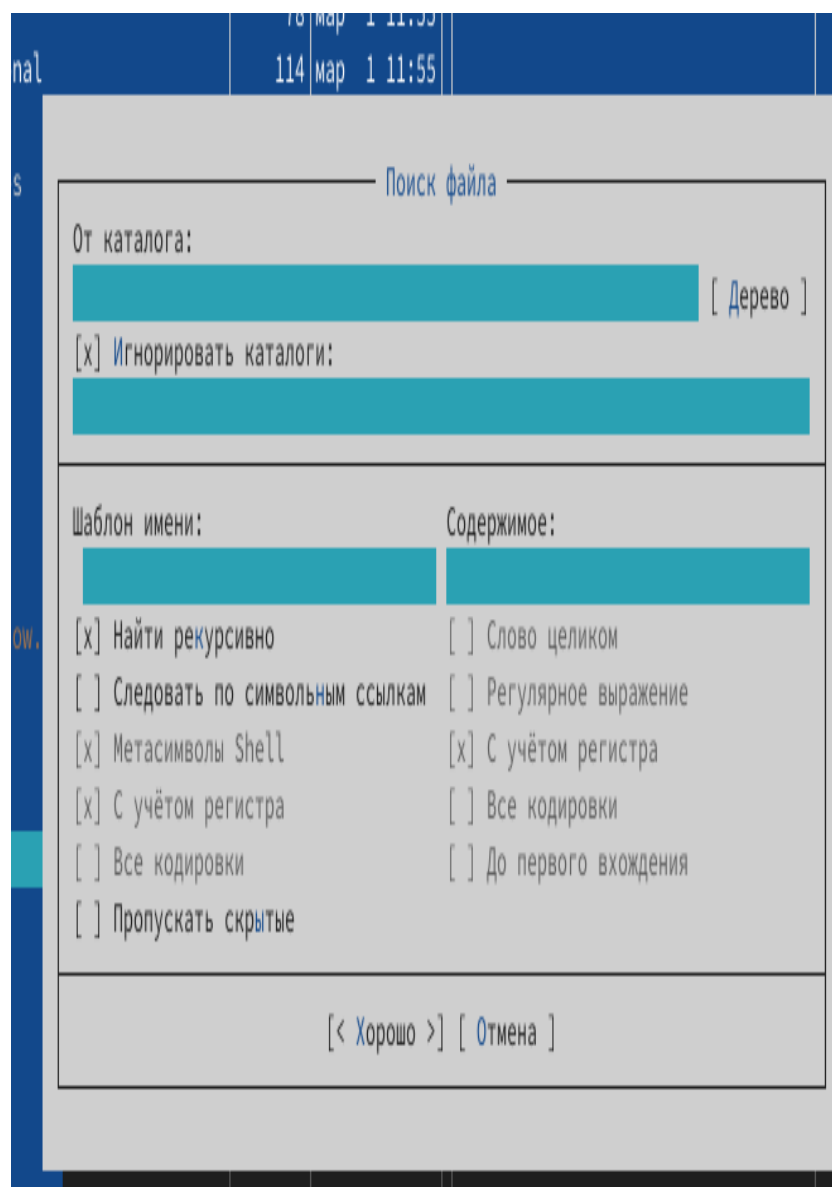 78 мар 1 11:55
nal 114 мар 1 11:55
s
Поиск файла
От каталога:
[ Дерево ]
[x] Игнорировать каталоги:
Шаблон имени: Содержимое:
ow. [x] Найти рекурсивно [ ] Слово целиком
[ ] Следовать по символьным ссылкам [ ] Регулярное выражение
[x] Метасимволы Shell [x] С учётом регистра
[x] С учётом регистра [ ] Все кодировки
[ ] Все кодировки [ ] До первого вхождения
[ ] Пропускать скрытые
[< Хорошо >] [ Отмена ]